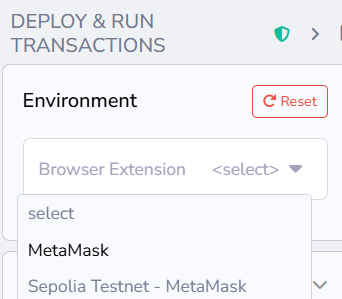 DEPLOY & RUN
TRANSACTIONS
Environment
Reset
Browser Extension <select>
select
MetaMask
Sepolia Testnet - MetaMask